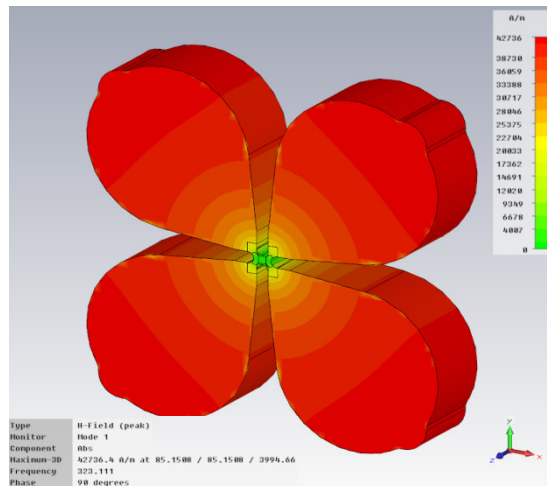 A/m
42736
38730
36059
33388
30717
28046
25375
22704
20033
17362
14691
12020
9349
6678
4007
0
Type H-Field (peak)
Monitor Mode 1
Component Abs
Maximum-3D 42736.4 A/m at 85.1508 / 85.1508 / 3994.66
Frequency 323.111
Phase 90 degrees
y
z
x